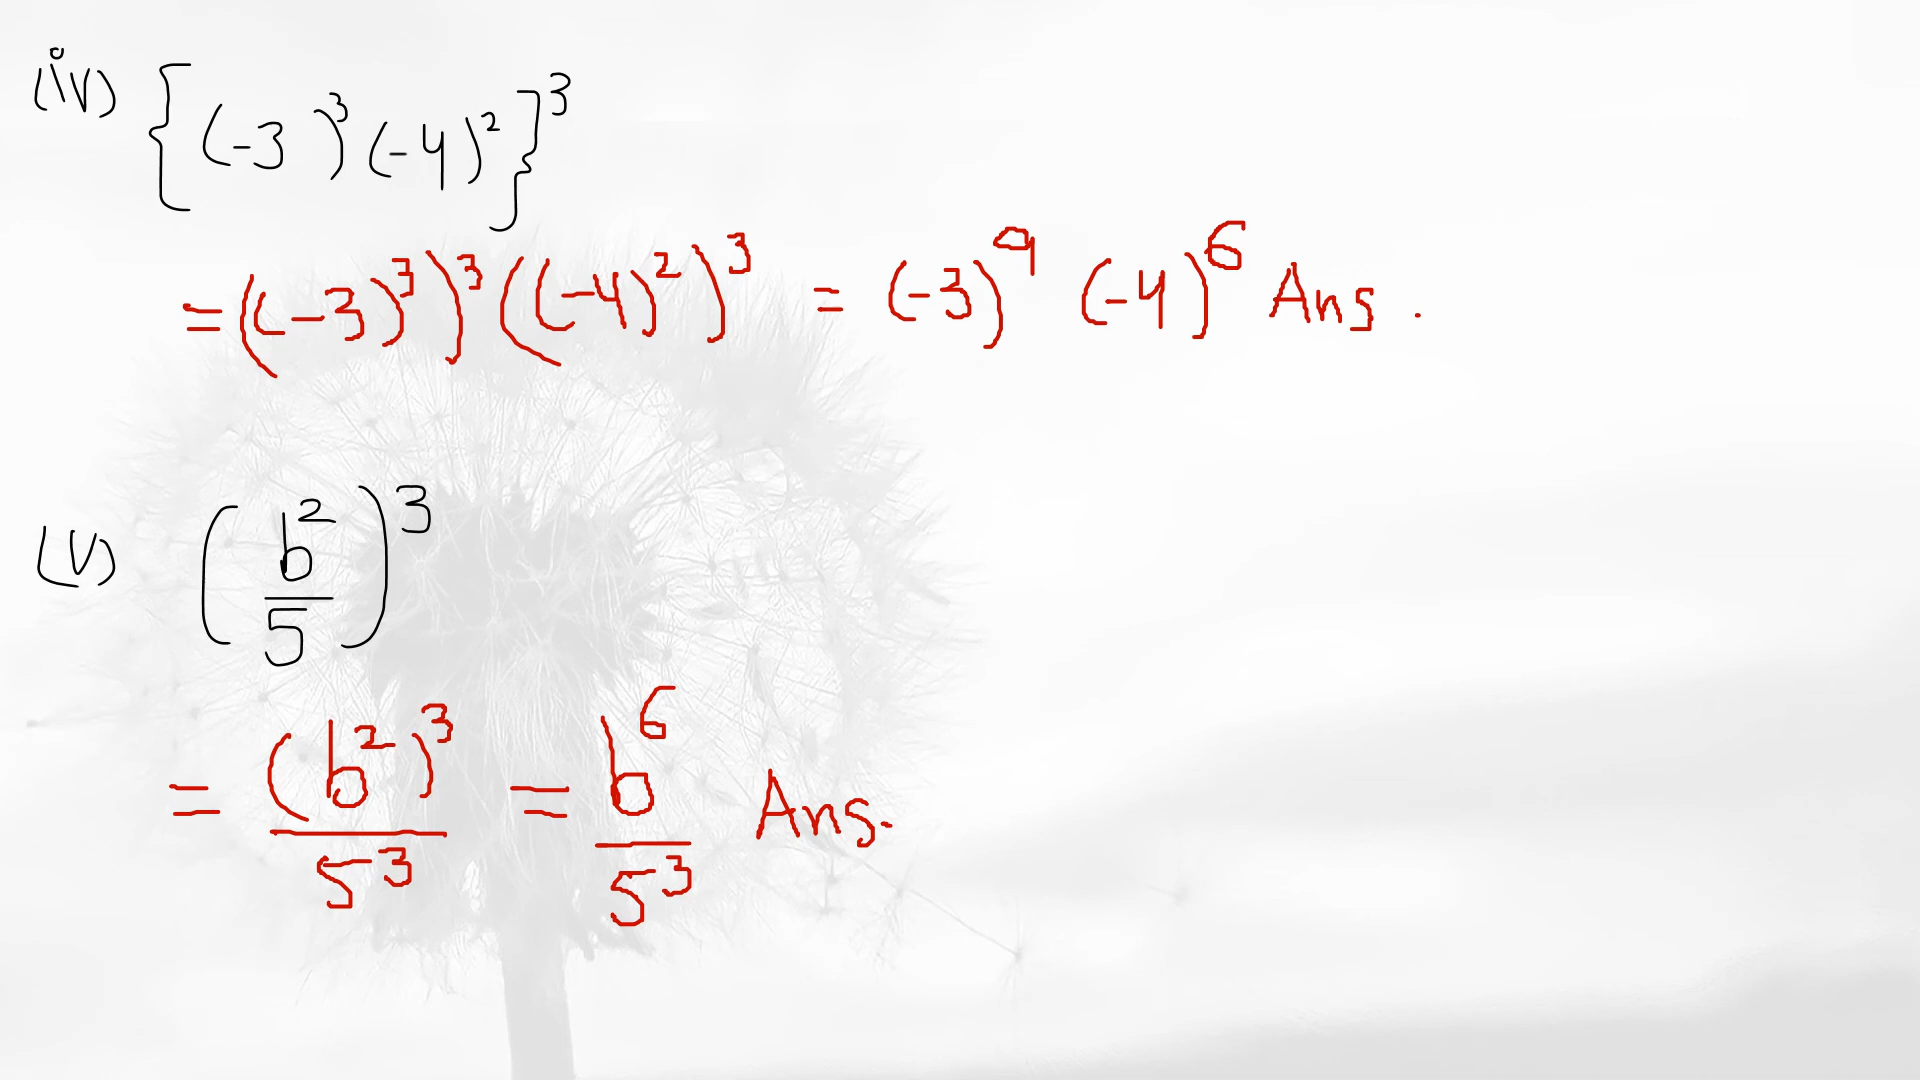 (iv) {(-3)³(-4)²}³
= ((-3)³)³((-4)²)³ = (-3)⁹ (-4)⁶ Ans.
(v) (b²/5)³
= (b²)³/5³ = b⁶/5³ Ans.